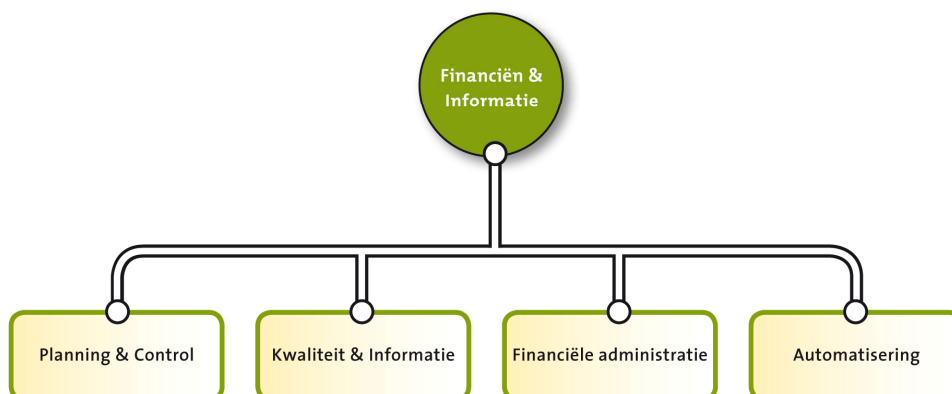 Financiën &
Informatie
Planning & Control
Kwaliteit & Informatie
Financiële administratie
Automatisering